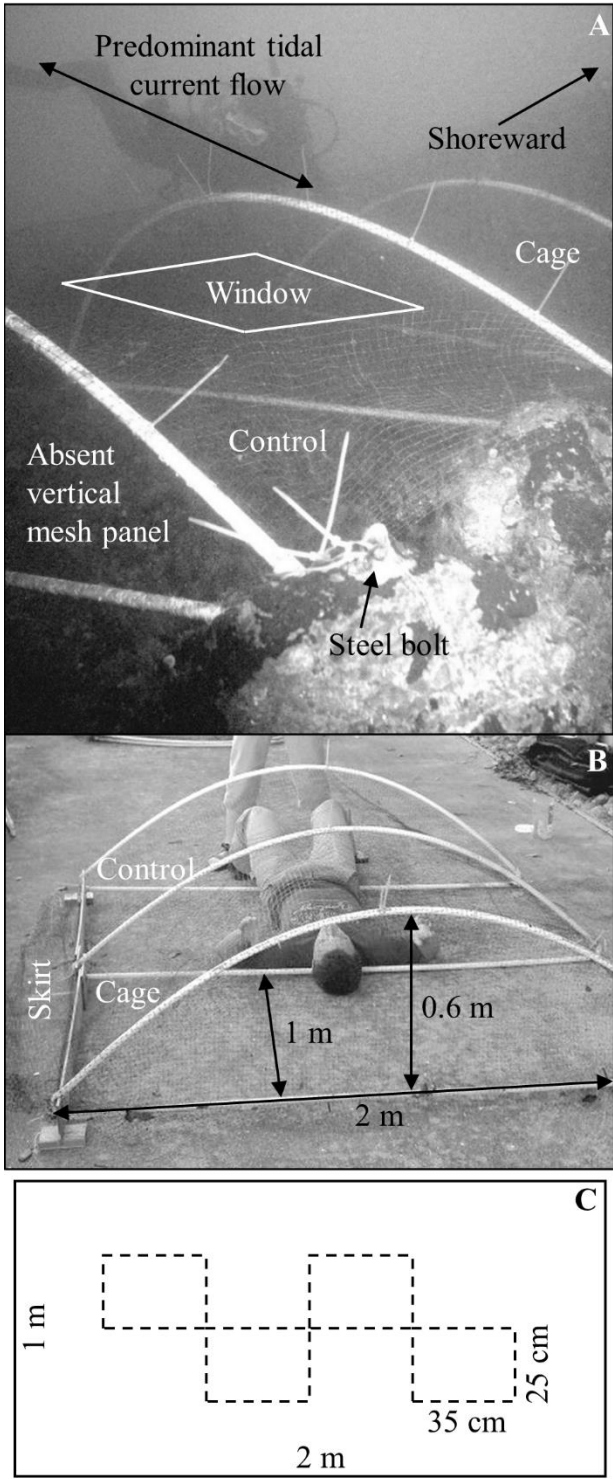 A
Predominant tidal
current flow
Shoreward
Cage
Window
Control
Absent
vertical
mesh panel
Steel bolt
B
Control
Skirt
Cage
1 m
0.6 m
2 m
C
1 m
25 cm
35 cm
2 m